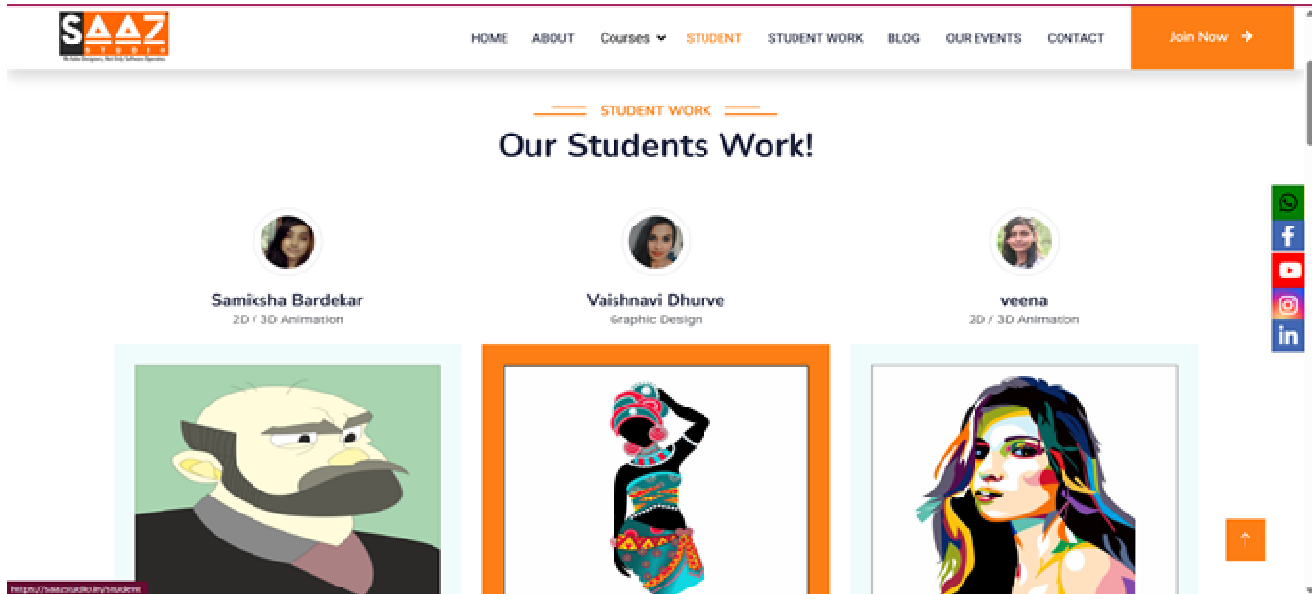 SAAZ
STUDIO
HOME ABOUT Courses STUDENT STUDENT WORK BLOG OUR EVENTS CONTACT Join Now
STUDENT WORK
Our Students Work!
Samiksha Bardekar Vaishnavi Dhurve veena
2D / 3D Animation Graphic Design 2D / 3D Animation